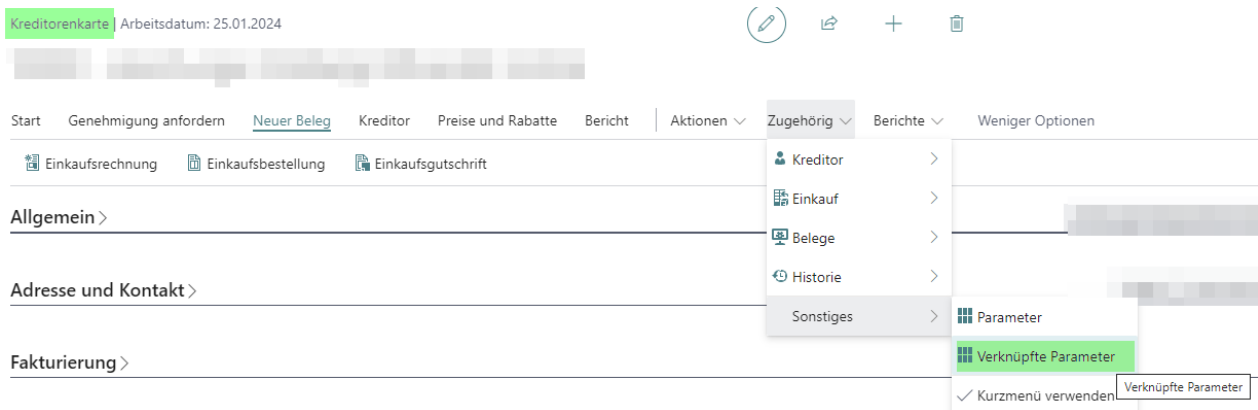 Kreditorenkarte | Arbeitsdatum: 25.01.2024
Start Genehmigung anfordern Neuer Beleg Kreditor Preise und Rabatte Bericht Aktionen Zugehörig Berichte Weniger Optionen
Einkaufsrechnung Einkaufsbestellung Einkaufsgutschrift
Kreditor
Einkauf
Allgemein
Belege
Historie
Adresse und Kontakt
Sonstiges
Parameter
Fakturierung
Verknüpfte Parameter
Verknüpfte Parameter
Kurzmenü verwenden